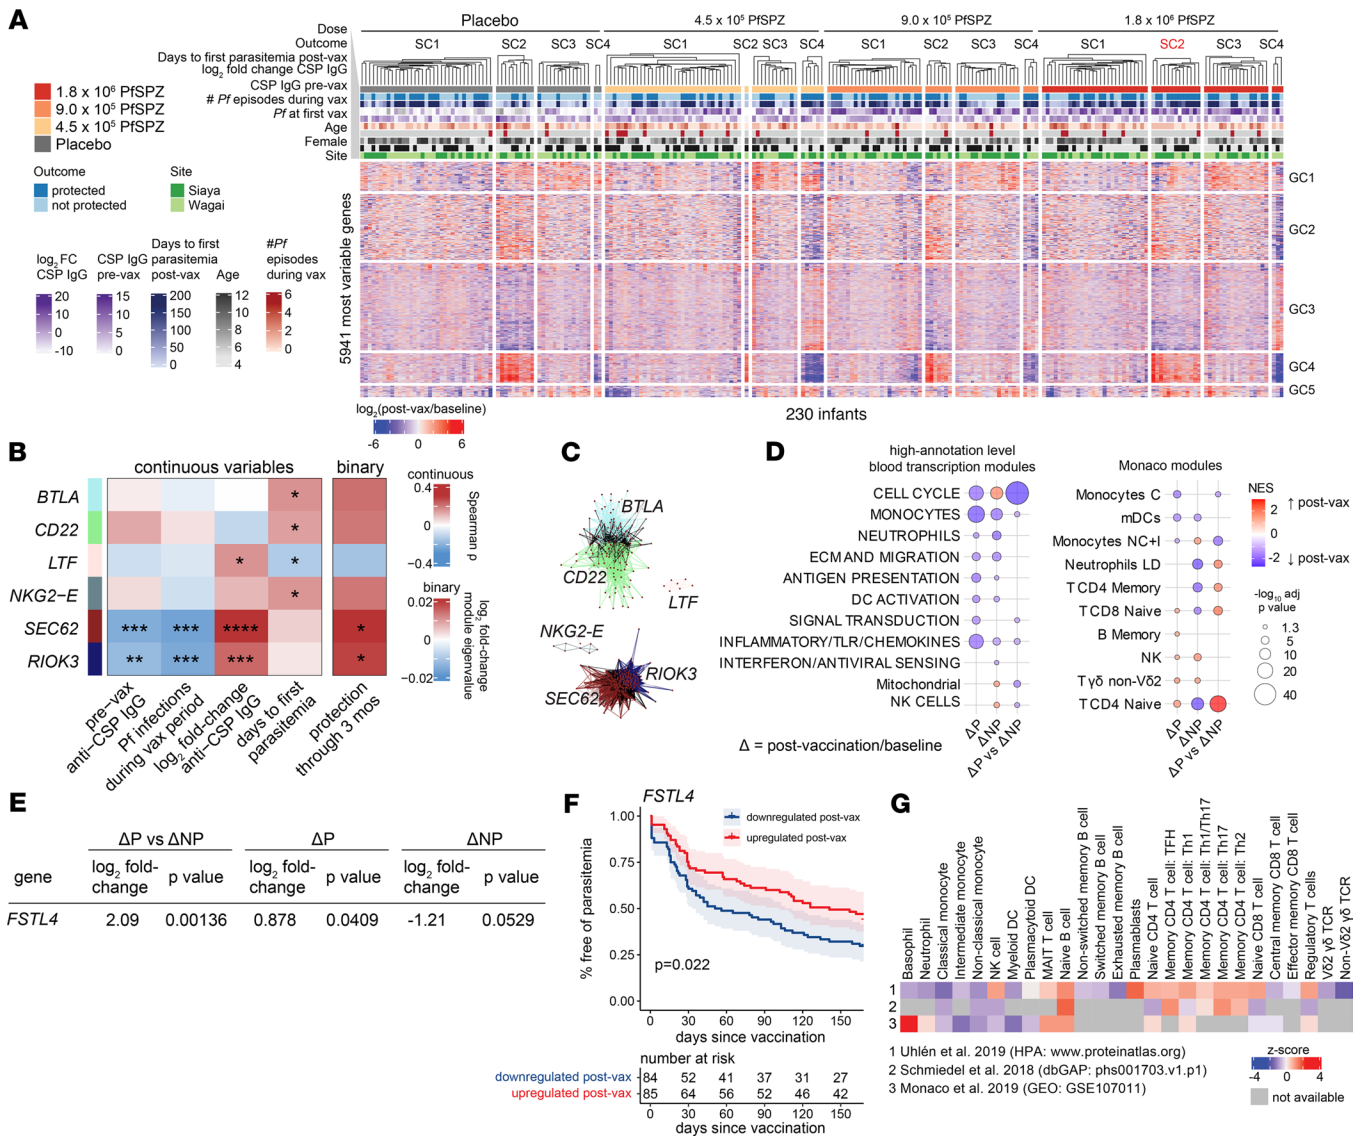 A
Dose
Placebo
4.5 x 10⁵ PfSPZ
9.0 x 10⁵ PfSPZ
1.8 x 10⁶ PfSPZ
Outcome
SC1 SC2 SC3 SC4 SC1 SC2 SC3 SC4 SC1 SC2 SC3 SC4 SC1 SC2 SC3 SC4
Days to first parasitemia post-vax
log₂ fold change CSP IgG
CSP IgG pre-vax
# Pf episodes during vax
Pf at first vax
Age
Female
Site
1.8 x 10⁶ PfSPZ
9.0 x 10⁵ PfSPZ
4.5 x 10⁵ PfSPZ
Placebo
Outcome
protected
not protected
Site
Siaya
Wagai
log₂ FC
CSP IgG
20
10
0
-10
CSP IgG
pre-vax
15
10
5
0
Days to first
parasitemia
post-vax
200
150
100
50
0
Age
12
10
8
6
4
#Pf
episodes
during vax
6
4
2
0
5941 most variable genes
GC1
GC2
GC3
GC4
GC5
log₂(post-vax/baseline)
-6 0 6
230 infants
B
continuous variables
binary
BTLA *
CD22 *
LTF * *
NKG2-E *
SEC62 *** *** **** *
RIOK3 ** *** *** *
pre-vax
anti-CSP IgG
Pf infections
during vax period
log₂ fold-change
anti-CSP IgG
days to first
parasitemia
protection
through 3 mos
continuous
0.4
0
-0.4
Spearman ρ
binary
0.02
0
-0.02
log₂ fold-change
module eigenvalue
C
BTLA
CD22
LTF
NKG2-E
RIOK3
SEC62
D
high-annotation level
blood transcription modules
CELL CYCLE
MONOCYTES
NEUTROPHILS
ECM AND MIGRATION
ANTIGEN PRESENTATION
DC ACTIVATION
SIGNAL TRANSDUCTION
INFLAMMATORY/TLR/CHEMOKINES
INTERFERON/ANTIVIRAL SENSING
Mitochondrial
NK CELLS
ΔP
ΔNP
ΔP vs ΔNP
Δ = post-vaccination/baseline
Monaco modules
Monocytes C
mDCs
Monocytes NC+I
Neutrophils LD
T CD4 Memory
T CD8 Naive
B Memory
NK
T γδ non-Vδ2
T CD4 Naive
ΔP
ΔNP
ΔP vs ΔNP
NES
2
0
-2
↑ post-vax
↓ post-vax
-log₁₀ adj
p value
1.3
5
10
20
40
E
ΔP vs ΔNP ΔP ΔNP
gene log₂ fold-change p value log₂ fold-change p value log₂ fold-change p value
FSTL4 2.09 0.00136 0.878 0.0409 -1.21 0.0529
F
FSTL4
downregulated post-vax
upregulated post-vax
% free of parasitemia
1.00
0.75
0.50
0.25
0.00
p=0.022
0 30 60 90 120 150
days since vaccination
number at risk
downregulated post-vax 84 52 41 37 31 27
upregulated post-vax 85 64 56 52 46 42
0 30 60 90 120 150
days since vaccination
G
Basophil
Neutrophil
Classical monocyte
Intermediate monocyte
Non-classical monocyte
NK cell
Myeloid DC
Plasmacytoid DC
MAIT T cell
Naive B cell
Non-switched memory B cell
Switched memory B cell
Exhausted memory B cell
Plasmablasts
Naive CD4 T cell
Memory CD4 T cell: TFH
Memory CD4 T cell: Th1
Memory CD4 T cell: Th1/Th17
Memory CD4 T cell: Th17
Memory CD4 T cell: Th2
Naive CD8 T cell
Central memory CD8 T cell
Effector memory CD8 T cell
Regulatory T cells
Vδ2 γδ TCR
Non-Vδ2 γδ TCR
1
2
3
1 Uhlén et al. 2019 (HPA: www.proteinatlas.org)
2 Schmiedel et al. 2018 (dbGAP: phs001703.v1.p1)
3 Monaco et al. 2019 (GEO: GSE107011)
z-score
-4 0 4
not available